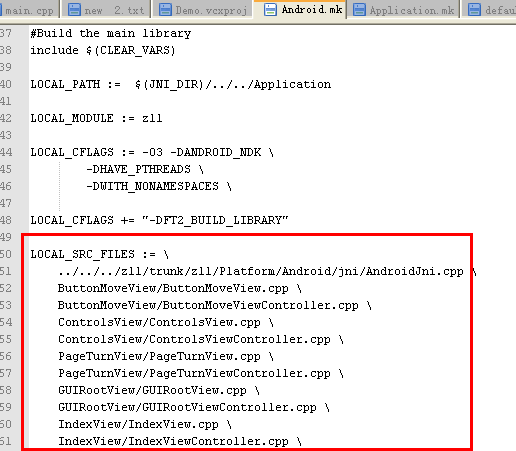 main.cpp new 2.txt Demo.vcxproj Android.mk Application.mk defau
37 #Build the main library
38 include $(CLEAR_VARS)
39
40 LOCAL_PATH := $(JNI_DIR)/../../Application
41
42 LOCAL_MODULE := zll
43
44 LOCAL_CFLAGS := -O3 -DANDROID_NDK \
45 -DHAVE_PTHREADS \
46 -DWITH_NONAMESPACES \
47
48 LOCAL_CFLAGS += "-DFT2_BUILD_LIBRARY"
49
50 LOCAL_SRC_FILES := \
51 ../../../zll/trunk/zll/Platform/Android/jni/AndroidJni.cpp \
52 ButtonMoveView/ButtonMoveView.cpp \
53 ButtonMoveView/ButtonMoveViewController.cpp \
54 ControlsView/ControlsView.cpp \
55 ControlsView/ControlsViewController.cpp \
56 PageTurnView/PageTurnView.cpp \
57 PageTurnView/PageTurnViewController.cpp \
58 GUIRootView/GUIRootView.cpp \
59 GUIRootView/GUIRootViewController.cpp \
60 IndexView/IndexView.cpp \
61 IndexView/IndexViewController.cpp \